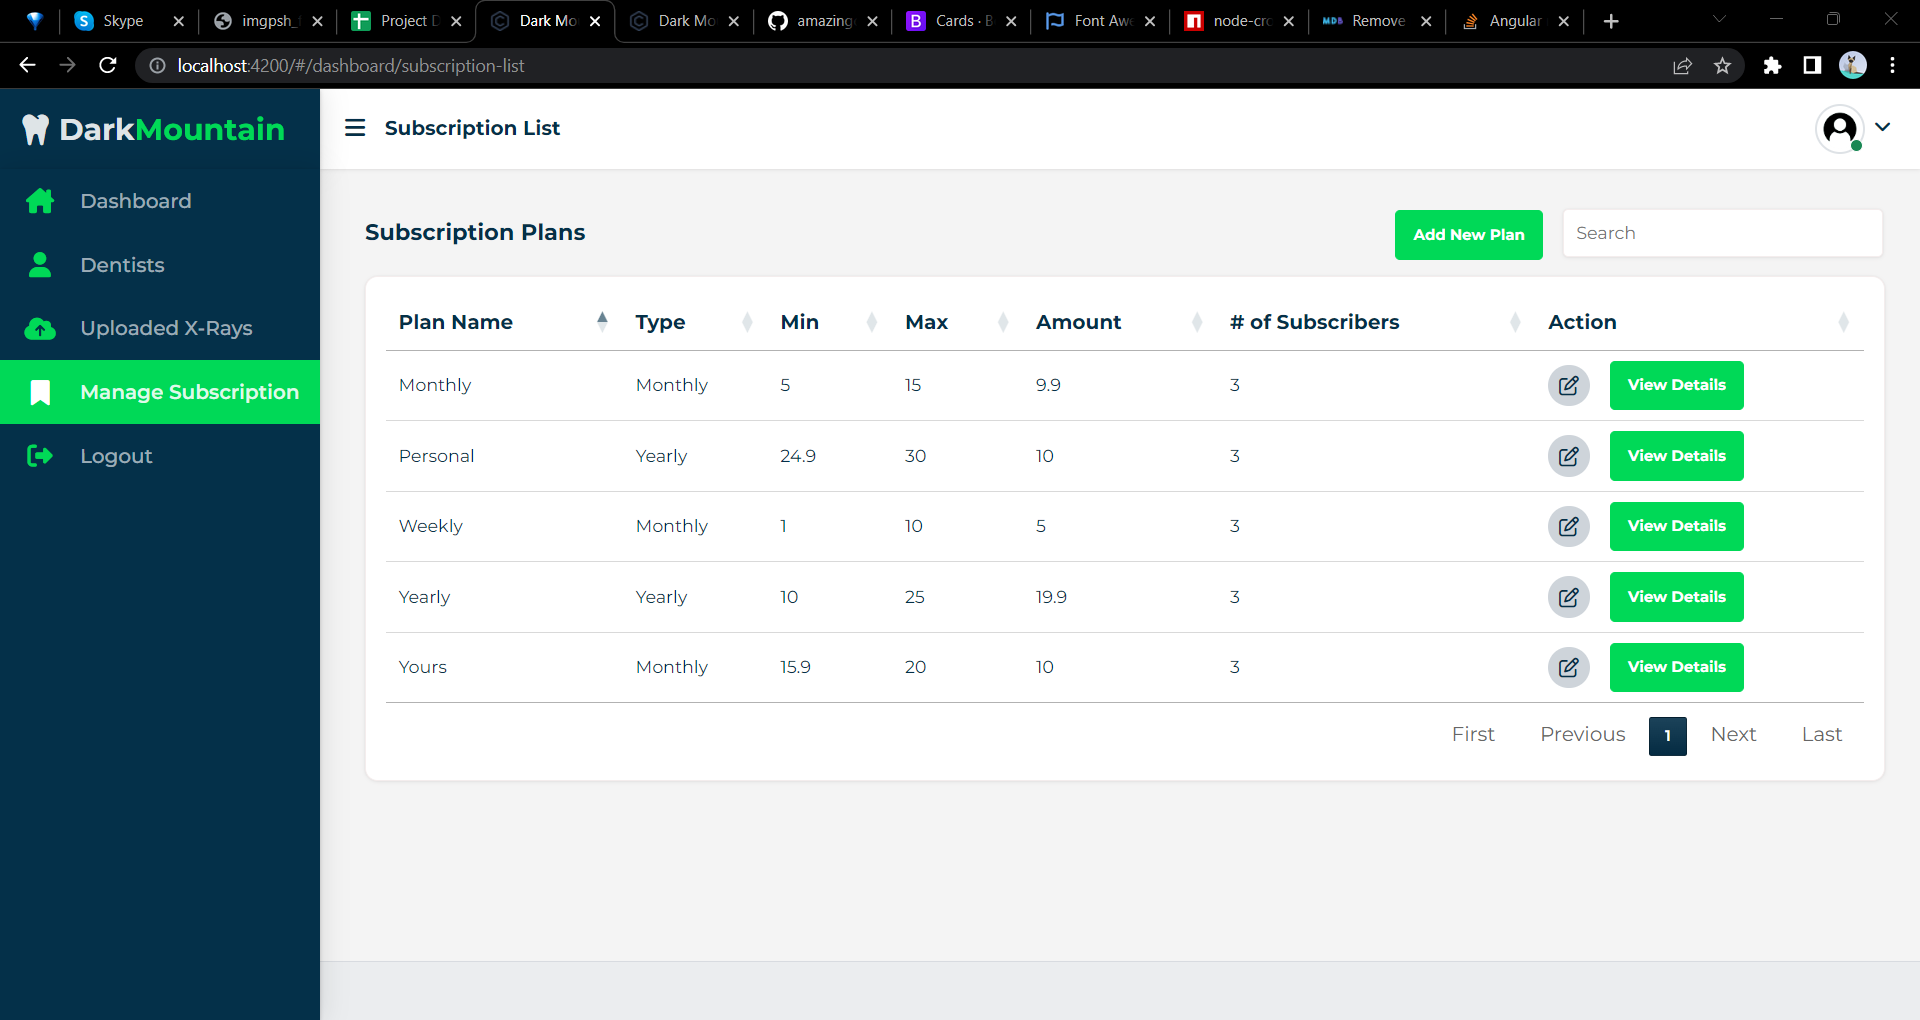 Skype
imgpsh_
Project D
Dark Mo
Dark Mo
amazing
Cards · B
Font Awe
node-cro
Remove
Angular
localhost:4200/#/dashboard/subscription-list
DarkMountain
Subscription List
Dashboard
Dentists
Uploaded X-Rays
Manage Subscription
Logout
Subscription Plans
Add New Plan
Search
Plan Name Type Min Max Amount # of Subscribers Action
Monthly Monthly 5 15 9.9 3 View Details
Personal Yearly 24.9 30 10 3 View Details
Weekly Monthly 1 10 5 3 View Details
Yearly Yearly 10 25 19.9 3 View Details
Yours Monthly 15.9 20 10 3 View Details
First Previous 1 Next Last